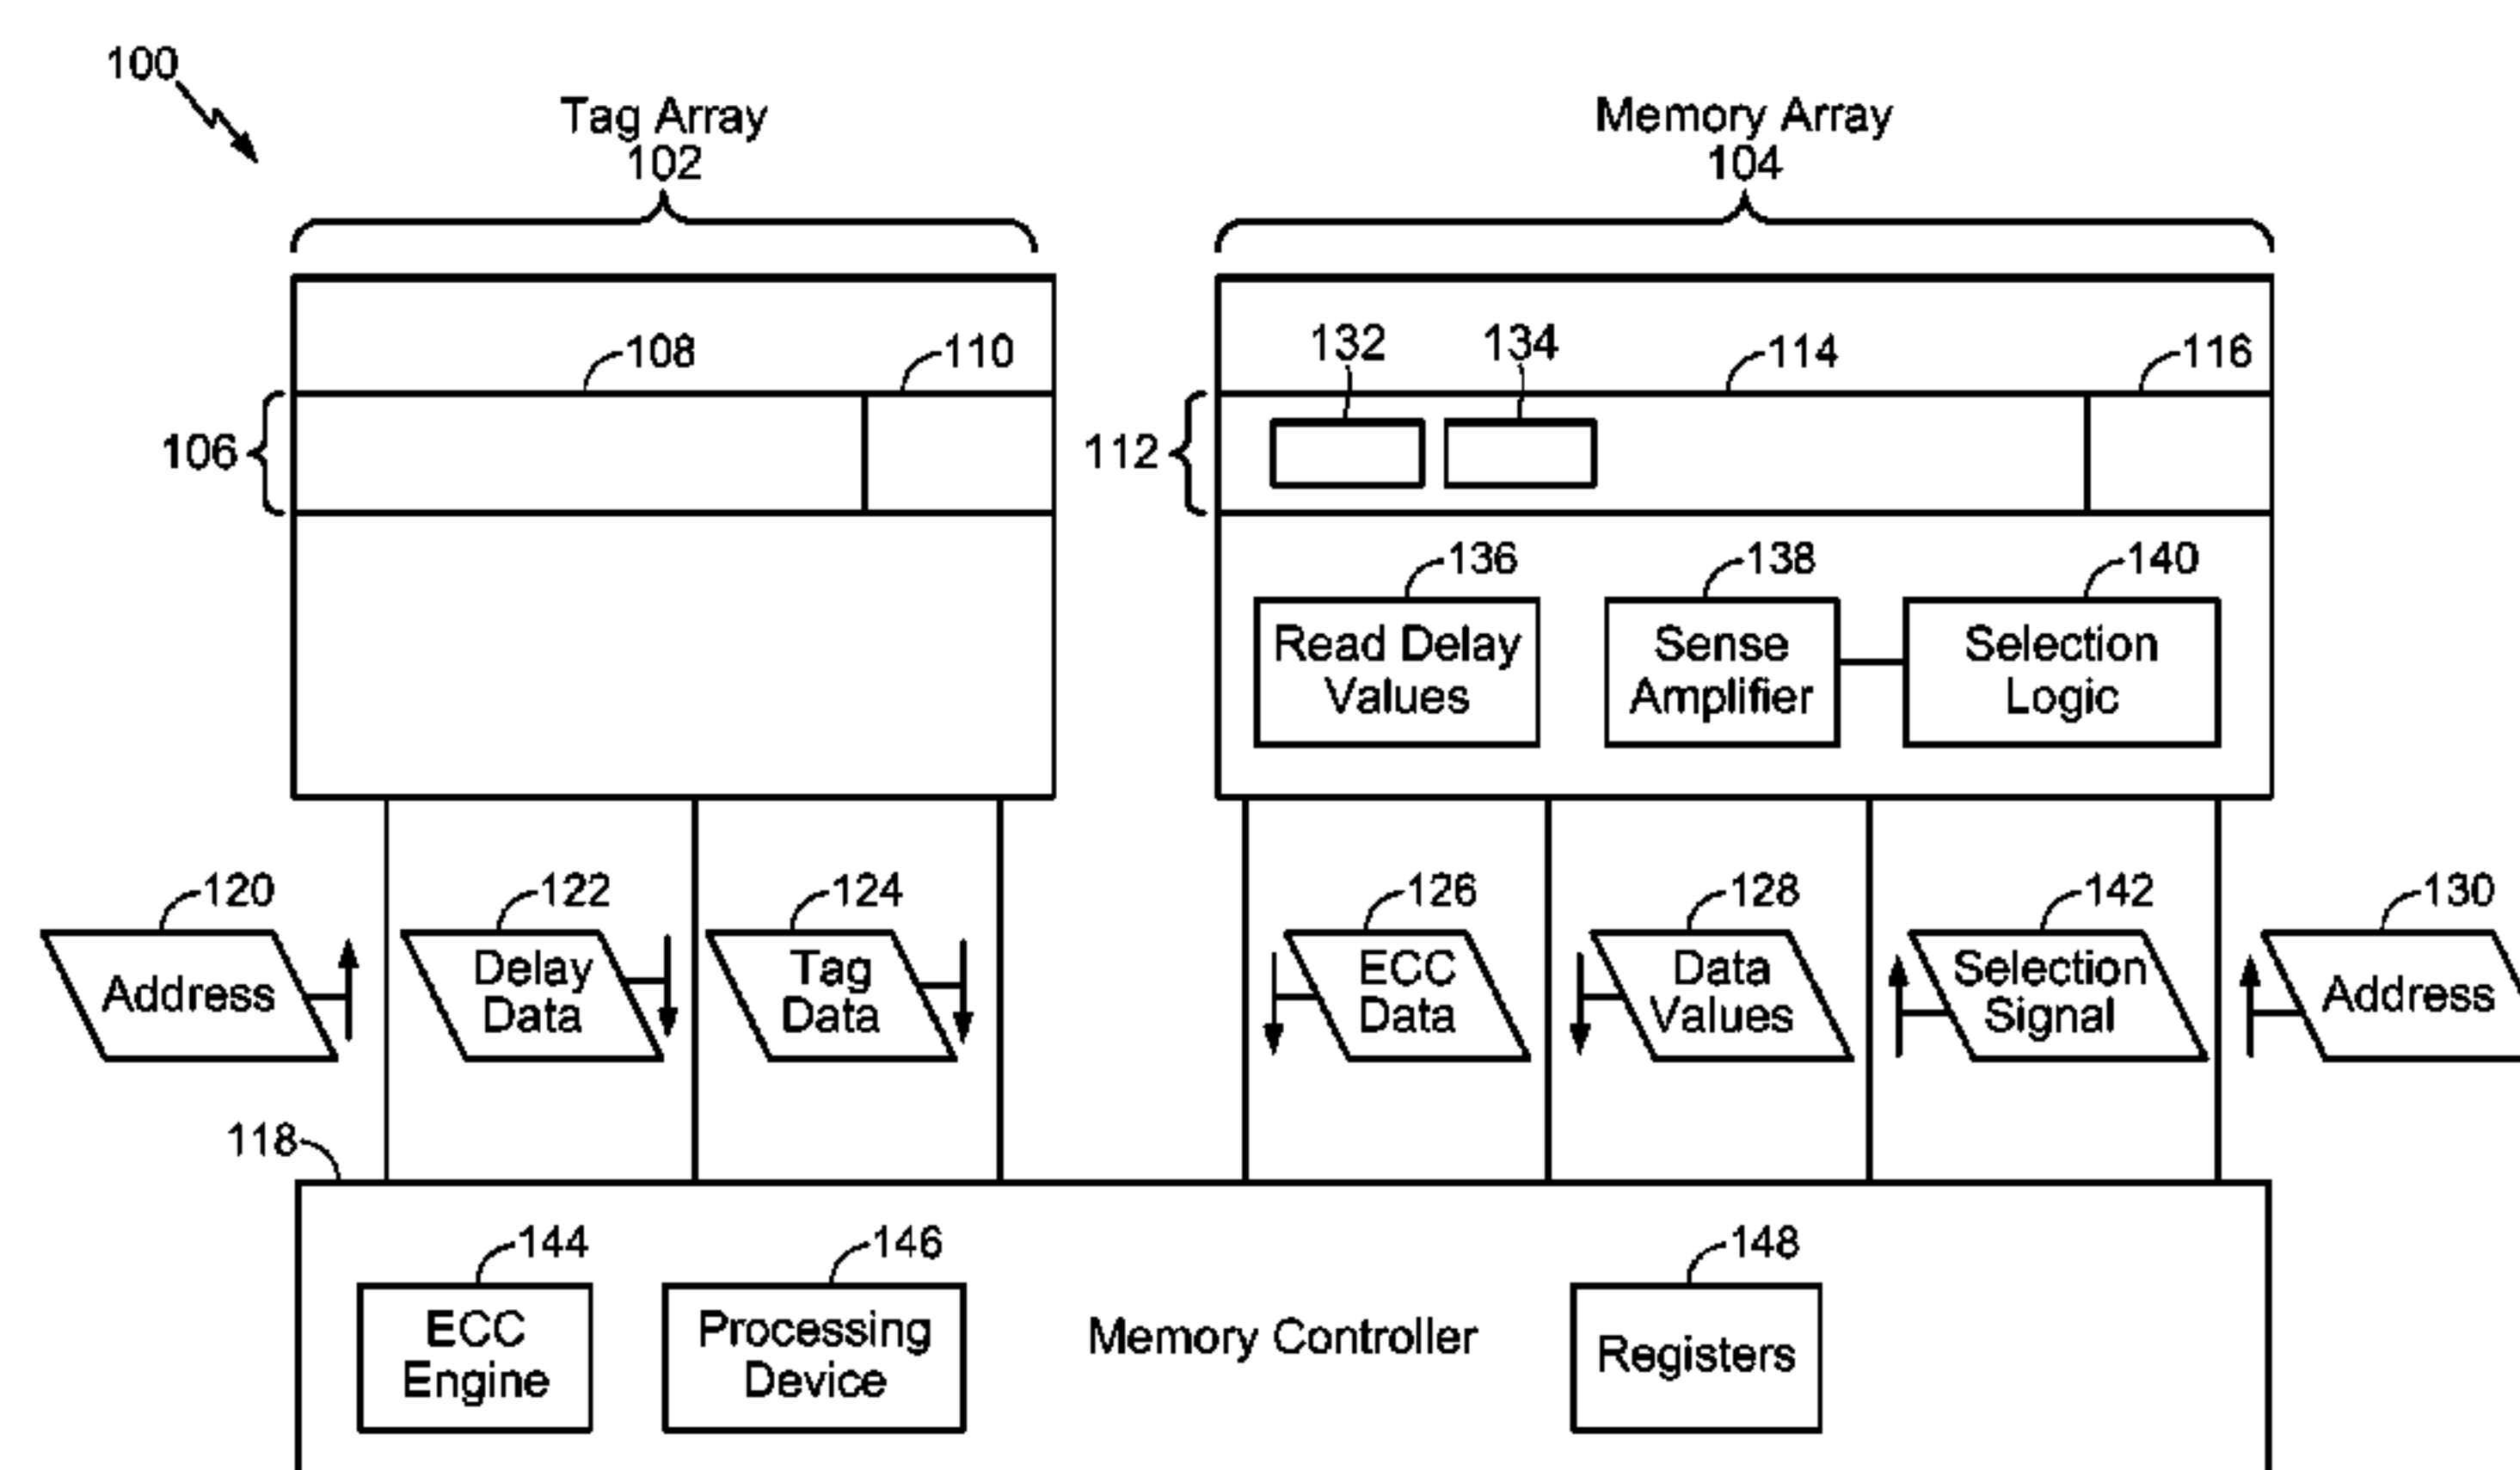 100
Tag Array
102
Memory Array
104
108
110
132
134
114
116
106
112
136
138
140
Read Delay
Values
Sense
Amplifier
Selection
Logic
120
122
124
126
128
142
130
Address
Delay
Data
Tag
Data
ECC
Data
Data
Values
Selection
Signal
Address
118
144
146
148
ECC
Engine
Processing
Device
Memory Controller
Registers